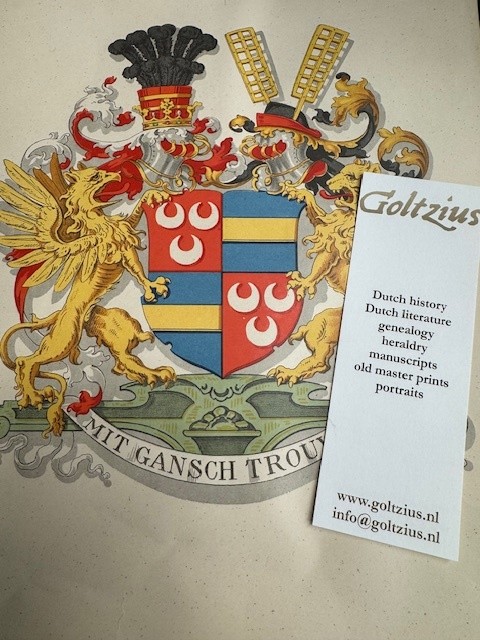 Goltzius
Dutch history
Dutch literature
genealogy
heraldry
manuscripts
old master prints
portraits
www.goltzius.nl
info@goltzius.nl
MIT GANSCH